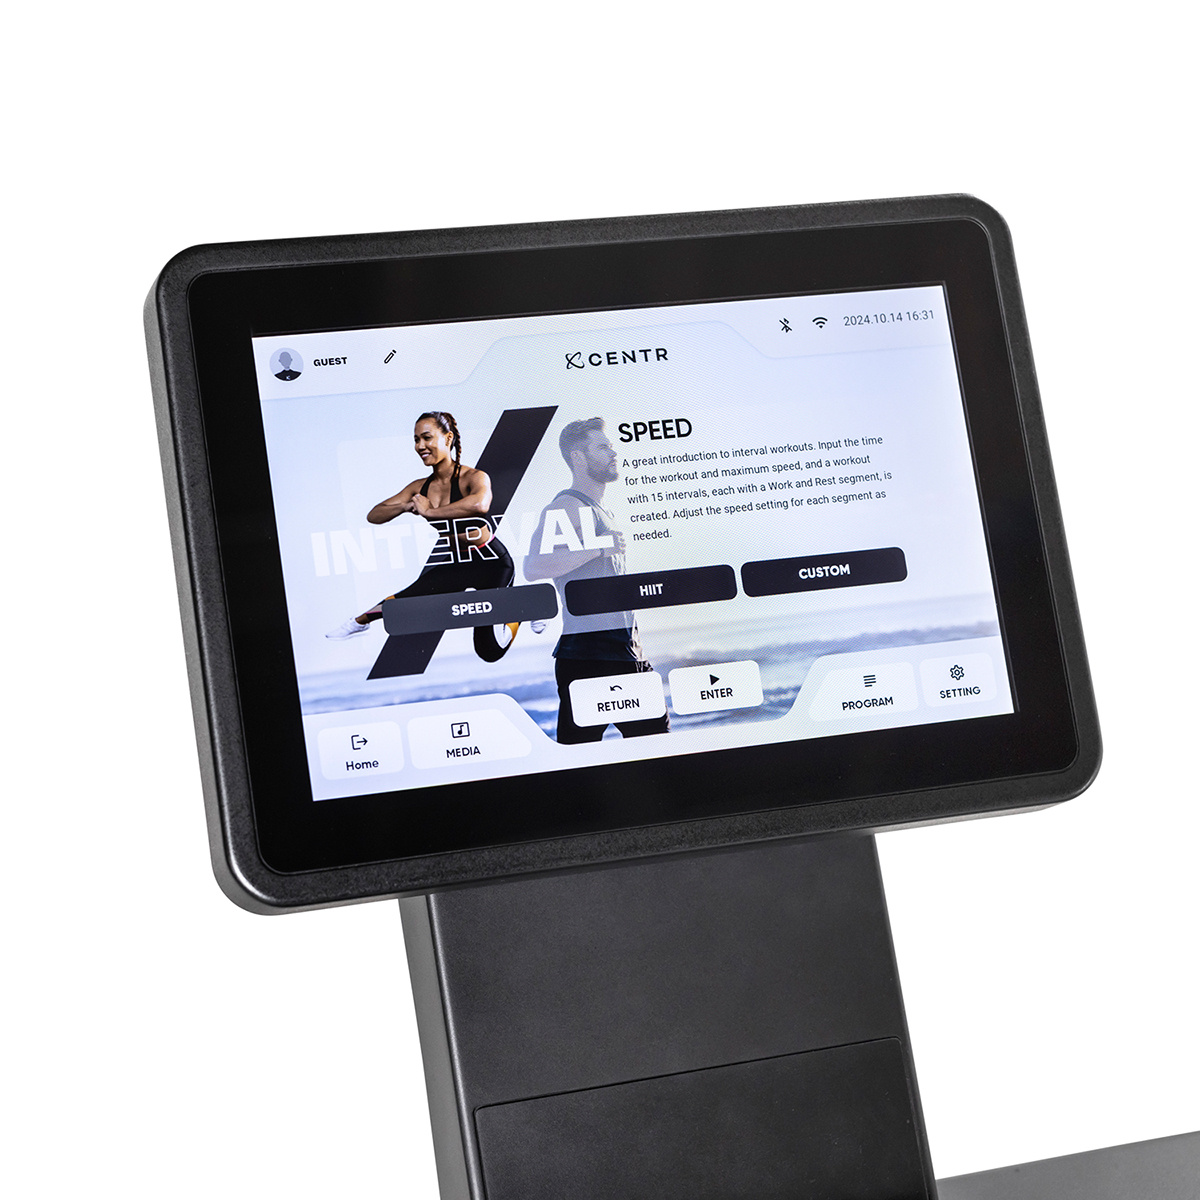 GUEST
CENTR
2024.10.14 16:31
INTERVAL
SPEED
A great introduction to interval workouts. Input the time
for the workout and maximum speed, and a workout
with 15 intervals, each with a Work and Rest segment, is
created. Adjust the speed setting for each segment as
needed.
SPEED
HIIT
CUSTOM
Home
MEDIA
RETURN
ENTER
PROGRAM
SETTING